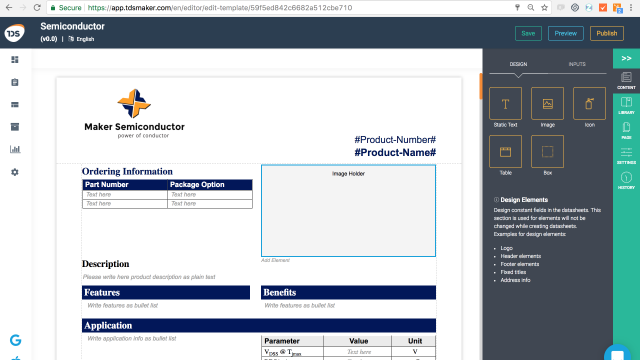 Secure
https://app.tdsmaker.com/en/editor/edit-template/59f5ed842c6682a512cbe710
TDS
Semiconductor
(v0.0) | English
Save
Preview
Publish
Maker Semiconductor
power of conductor
#Product-Number#
#Product-Name#
Ordering Information
Part Number Package Option
Text here Text here
Text here Text here
Image Holder
Add Element
Description
Please write here product description as plain text
Features
Benefits
Write features as bullet list
Write features as bullet list
Application
Write application info as bullet list
Parameter Value Unit
VDSS @ Tjmax Text here V
DESIGN
INPUTS
Static Text
Image
Icon
Table
Box
Design Elements
Design constant fields in the datasheets. This
section is used for elements will not be
changed while creating datasheets.
Examples for design elements:
• Logo
• Header elements
• Footer elements
• Fixed titles
• Address info
>>
CONTENT
LIBRARY
PAGE
SETTINGS
HISTORY